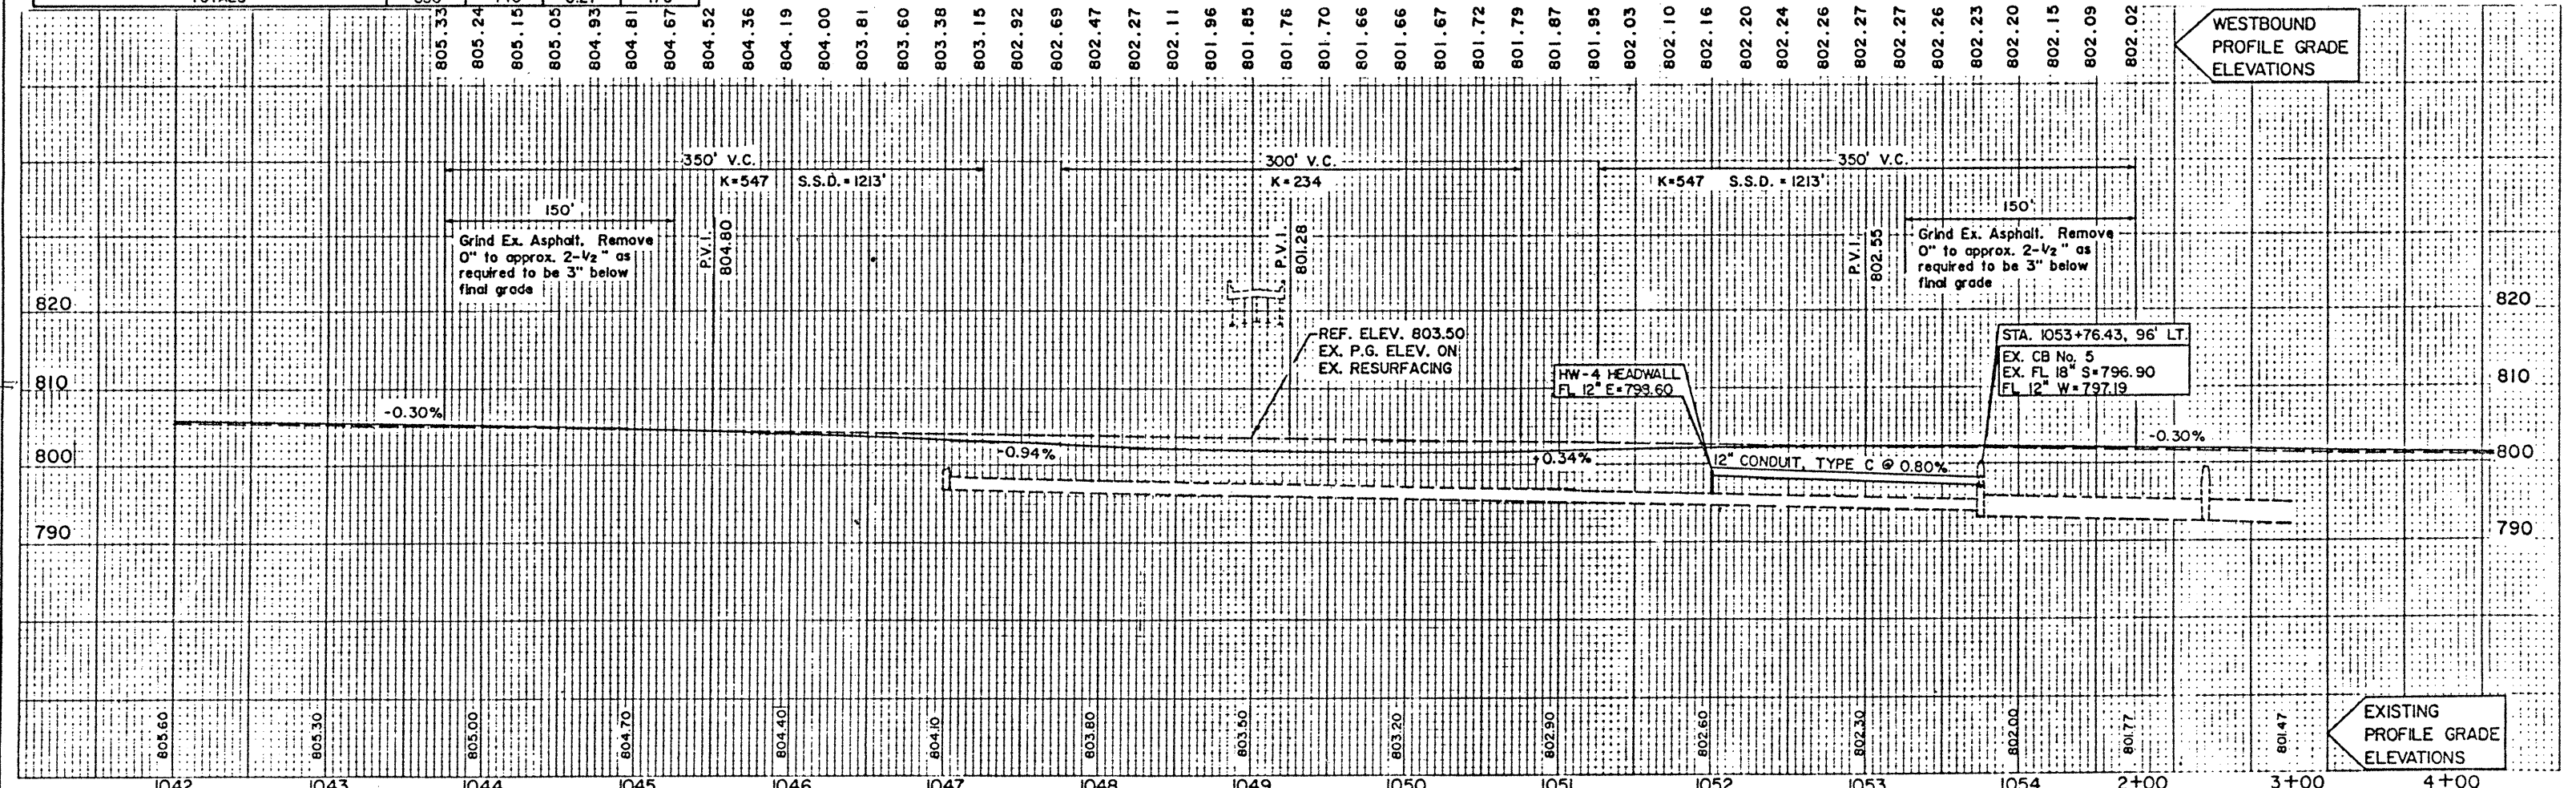 TOTALS
805.33 805.24 805.15 805.05 804.93 804.81 804.67 804.52 804.36 804.19 804.00 803.81 803.60 803.38 803.15 802.92 802.69 802.47 802.27 802.11 801.96 801.85 801.76 801.70 801.66 801.66 801.67 801.72 801.79 801.87 801.95 802.03 802.10 802.16 802.20 802.24 802.26 802.27 802.27 802.26 802.23 802.20 802.15 802.09 802.02
WESTBOUND
PROFILE GRADE
ELEVATIONS
350' V.C.
K=547 S.S.D. = 1213'
300' V.C.
K=234
350' V.C.
K=547 S.S.D. = 1213'
150'
Grind Ex. Asphalt. Remove
0" to approx. 2-1/2" as
required to be 3" below
final grade
P.V.I.
804.80
P.V.I.
801.28
P.V.I.
802.55
150'
Grind Ex. Asphalt. Remove
0" to approx. 2-1/2" as
required to be 3" below
final grade
820
820
REF. ELEV. 803.50
EX. P.G. ELEV. ON
EX. RESURFACING
STA. 1053+76.43, 96' LT.
EX. CB No. 5
EX. FL 18" S=796.90
FL 12" W=797.19
HW-4 HEADWALL
FL 12" E=798.60
810
810
-0.30%
-0.94%
+0.34%
-0.30%
12" CONDUIT, TYPE C @ 0.80%
800
800
790
790
805.60 805.30 805.00 804.70 804.40 804.10 803.80 803.50 803.20 802.90 802.60 802.30 802.00 801.77 801.47
EXISTING
PROFILE GRADE
ELEVATIONS
1042 1043 1044 1045 1046 1047 1048 1049 1050 1051 1052 1053 1054 2+00 3+00 4+00